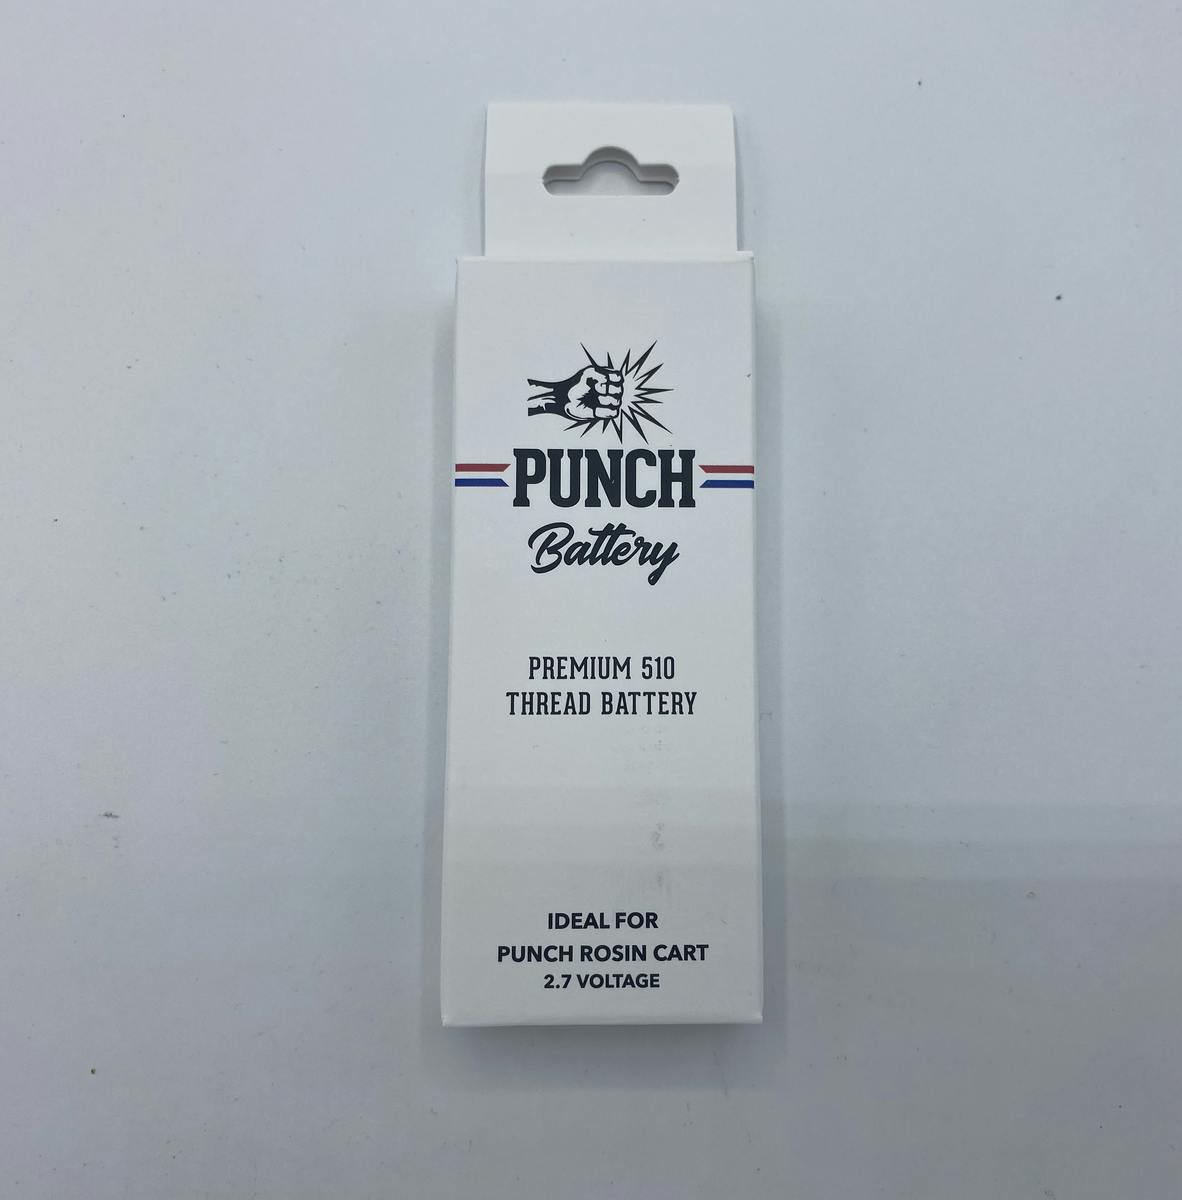 PUNCH
Battery
PREMIUM 510
THREAD BATTERY
IDEAL FOR
PUNCH ROSIN CART
2.7 VOLTAGE